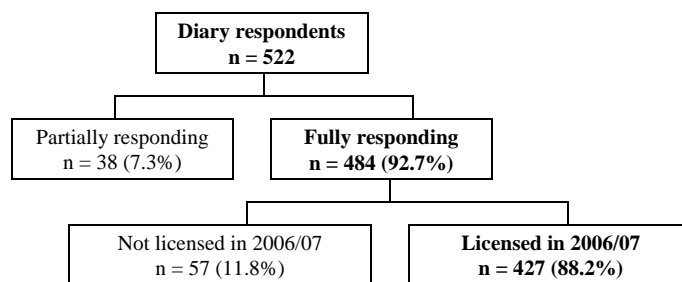 Diary respondents
n = 522
Partially responding
n = 38 (7.3%)
Fully responding
n = 484 (92.7%)
Not licensed in 2006/07
n = 57 (11.8%)
Licensed in 2006/07
n = 427 (88.2%)